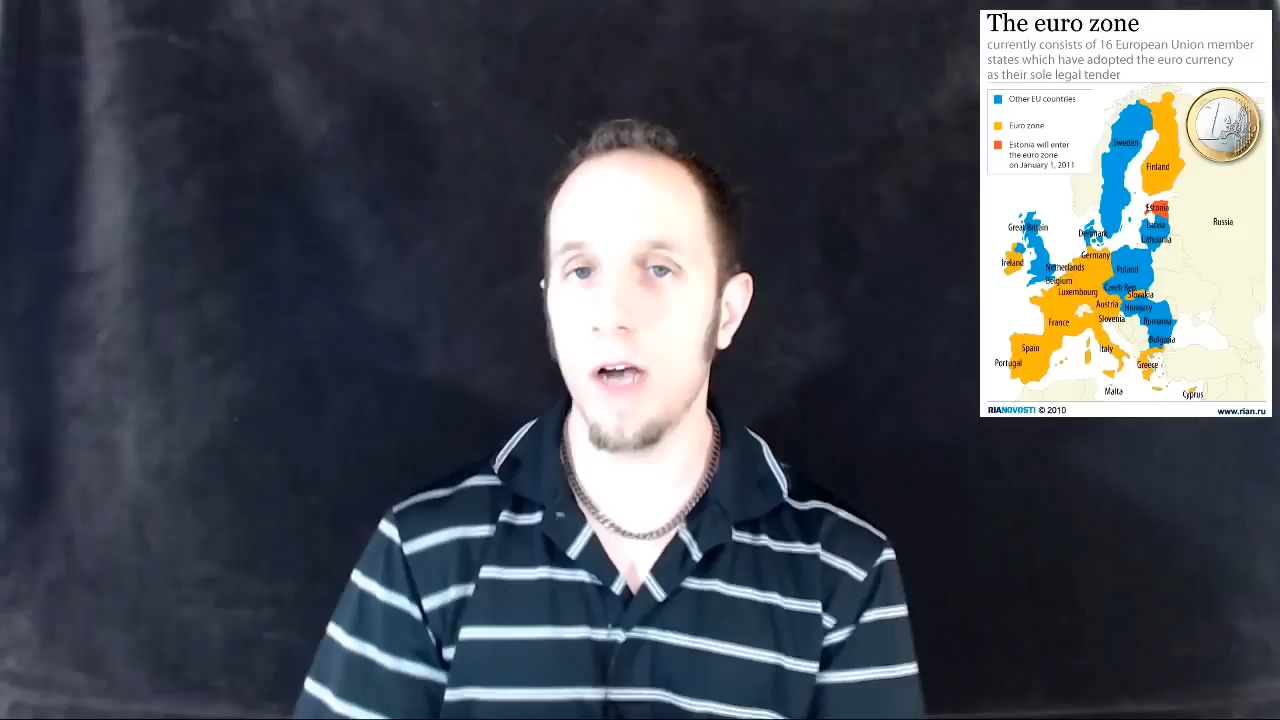 The euro zone
currently consists of 16 European Union member
states which have adopted the euro currency
as their sole legal tender
Other EU countries
Euro zone
Estonia will enter
the euro zone
on January 1, 2011
1
Sweden
Finland
Estonia
Russia
Latvia
Great Britain
Denmark
Lithuania
Germany
Ireland
Netherlands
Poland
Belgium
Czech Rep.
Luxembourg
Slovakia
Austria
Hungary
France
Slovenia
Romania
Bulgaria
Spain
Italy
Portugal
Greece
Malta
Cyprus
RIANOVOSTI © 2010
www.rian.ru